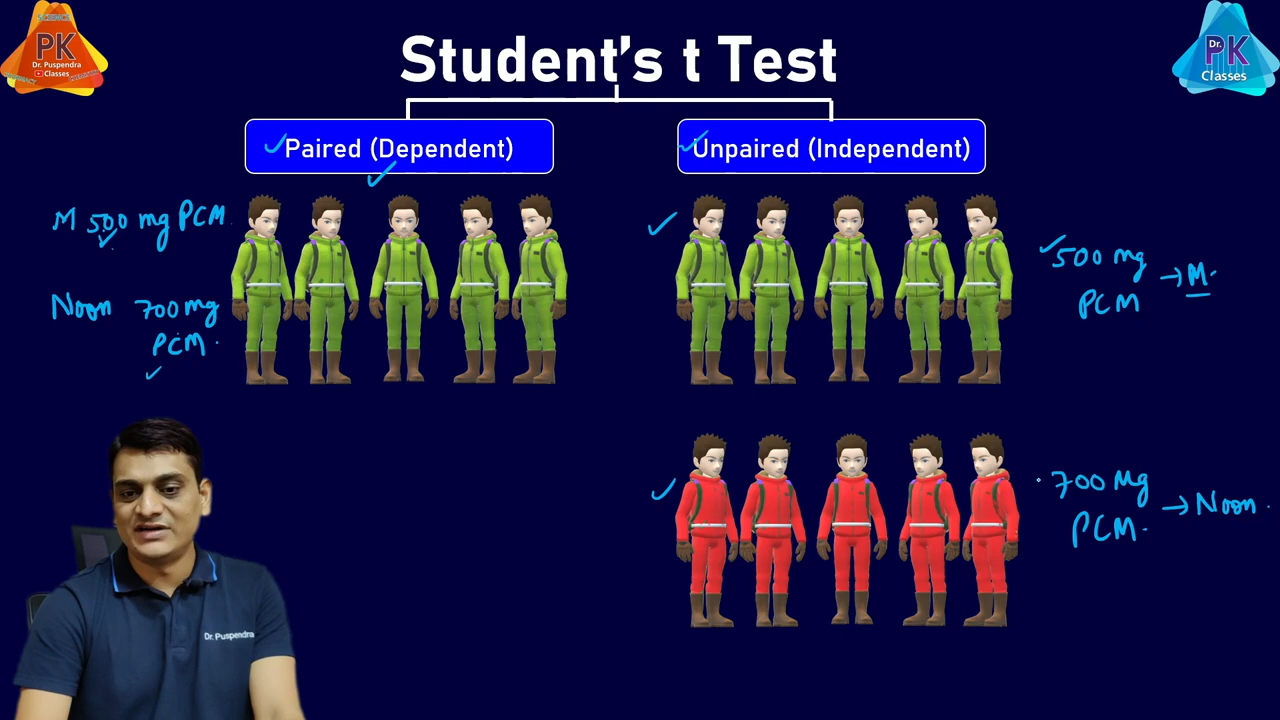 SCIENCE
PK
Dr. Puspendra
Classes
Student's t Test
Dr.
PK
Classes
Paired (Dependent)
Unpaired (Independent)
M 500 mg PCM
Noon 700 mg
PCM.
500 mg
PCM
→ M.
700 Mg
PCM.
→ Noon.
Dr. Puspendra